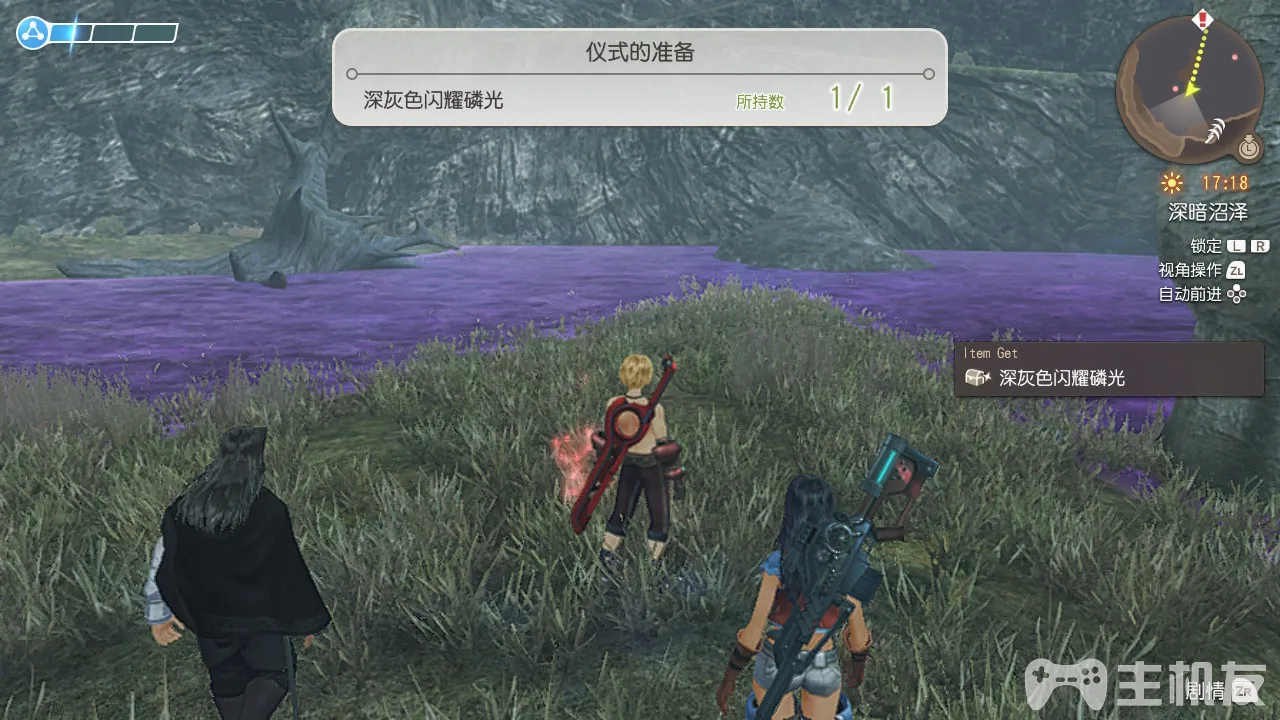 仪式的准备
深灰色闪耀磷光 所持数 1/ 1
L
17:18
深暗沼泽
锁定 L R
视角操作 ZL
自动前进
Item Get
深灰色闪耀磷光
主机友
剧情 ZR